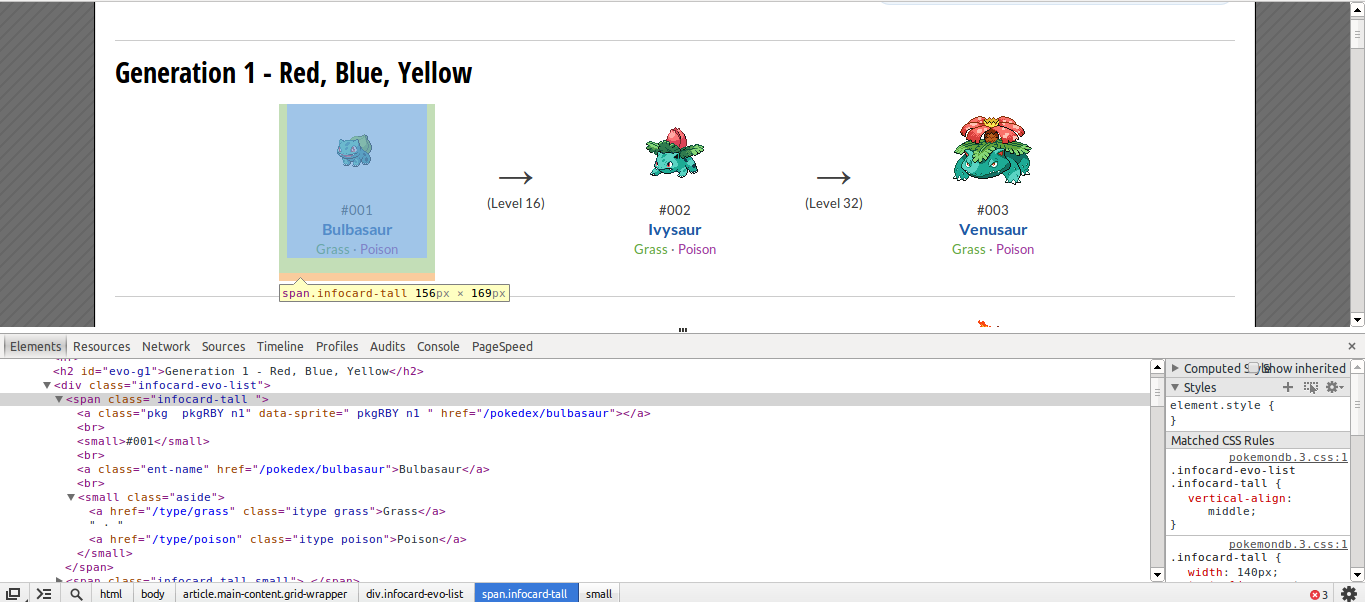 Generation 1 - Red, Blue, Yellow
#001
Bulbasaur
Grass · Poison
→
(Level 16)
#002
Ivysaur
Grass · Poison
→
(Level 32)
#003
Venusaur
Grass · Poison
span.infocard-tall 156px × 169px
Elements Resources Network Sources Timeline Profiles Audits Console PageSpeed ×
<h2 id="evo-g1">Generation 1 - Red, Blue, Yellow</h2>
▼<div class="infocard-evo-list">
▼<span class="infocard-tall ">
<a class="pkg  pkgRBY n1" data-sprite=" pkgRBY n1 " href="/pokedex/bulbasaur"></a>
<br>
<small>#001</small>
<br>
<a class="ent-name" href="/pokedex/bulbasaur">Bulbasaur</a>
<br>
▼<small class="aside">
<a href="/type/grass" class="itype grass">Grass</a>
" · "
<a href="/type/poison" class="itype poison">Poison</a>
</small>
</span>
▶<span class="infocard-tall small">…</span>
▶ Computed Style Show inherited
▼ Styles
element.style {
}
Matched CSS Rules
pokemondb.3.css:1
.infocard-evo-list
.infocard-tall {
vertical-align:
middle;
}
pokemondb.3.css:1
.infocard-tall {
width: 140px;
html body article.main-content.grid-wrapper div.infocard-evo-list span.infocard-tall small 3